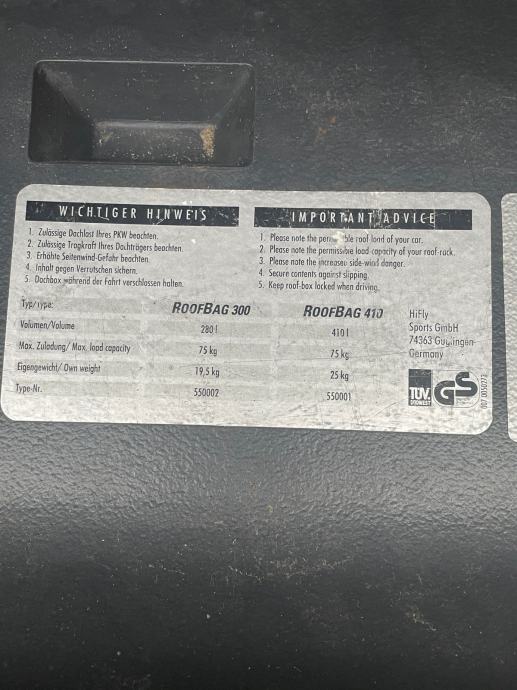 WICHTIGER HINWEIS
1. Zulässige Dachlast Ihres PKW beachten.
2. Zulässige Tragkraft Ihres Dachträgers beachten.
3. Erhöhte Seitenwind-Gefahr beachten.
4. Inhalt gegen Verrutschen sichern.
5. Dachbox während der Fahrt verschlossen halten.
IMPORTANT ADVICE
1. Please note the permissible roof load of your car.
2. Please note the permissible load capacity of your roof-rack.
3. Please note the increased side-wind danger.
4. Secure contents against slipping.
5. Keep roof-box locked when driving.
Typ/Type: ROOFBAG 300 ROOFBAG 410
Volumen/Volume 280 l 410 l
Max. Zuladung/ Max. load capacity 75 kg 75 kg
Eigengewicht/ Own weight 19,5 kg 25 kg
Type-Nr. 550002 550001
HiFly
Sports GmbH
74363 Güglingen
Germany
TÜV
SÜDWEST
GS